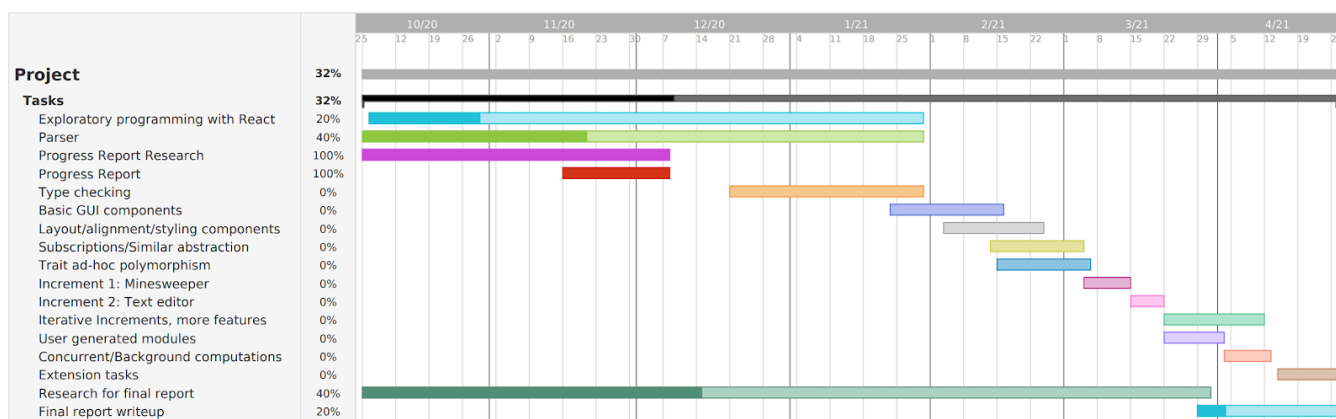 10/20 11/20 12/20 1/21 2/21 3/21 4/21
25 12 19 26 2 9 16 23 30 7 14 21 28 4 11 18 25 1 8 15 22 1 8 15 22 29 5 12 19
Project 32%
Tasks 32%
Exploratory programming with React 20%
Parser 40%
Progress Report Research 100%
Progress Report 100%
Type checking 0%
Basic GUI components 0%
Layout/alignment/styling components 0%
Subscriptions/Similar abstraction 0%
Trait ad-hoc polymorphism 0%
Increment 1: Minesweeper 0%
Increment 2: Text editor 0%
Iterative Increments, more features 0%
User generated modules 0%
Concurrent/Background computations 0%
Extension tasks 0%
Research for final report 40%
Final report writeup 20%